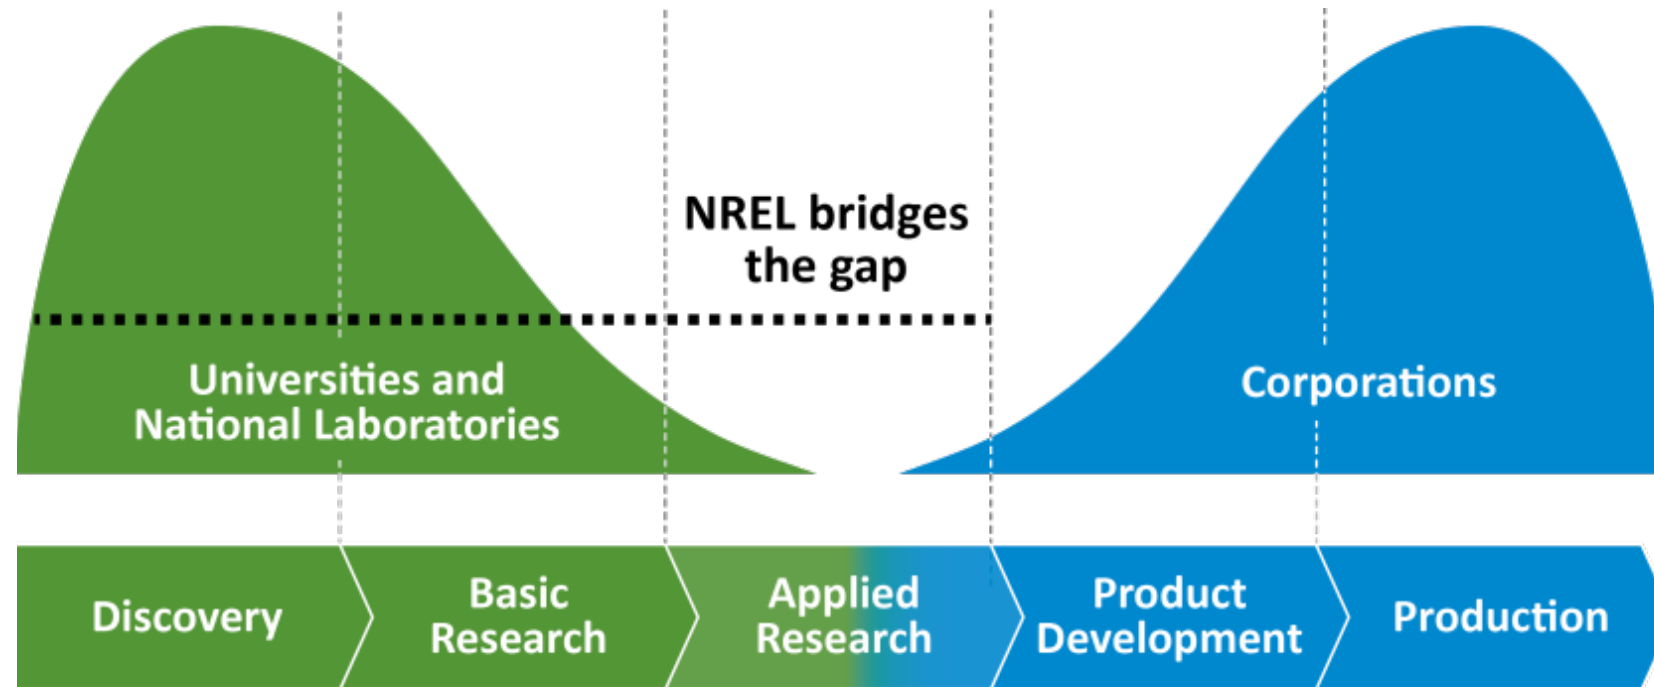 NREL bridges
the gap
Universities and
National Laboratories
Corporations
Discovery
Basic
Research
Applied
Research
Product
Development
Production